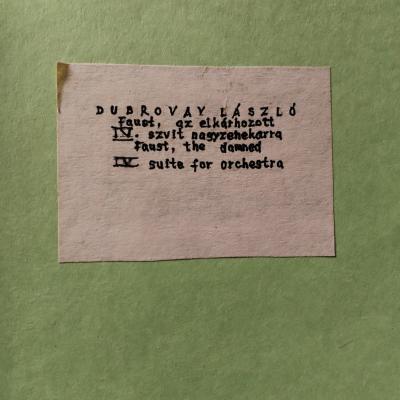 DUBROVAY LÁSZLÓ
Faust, az elkárhozott
IV. szvit nagyzenekarra
Faust, the damned
IV suite for orchestra